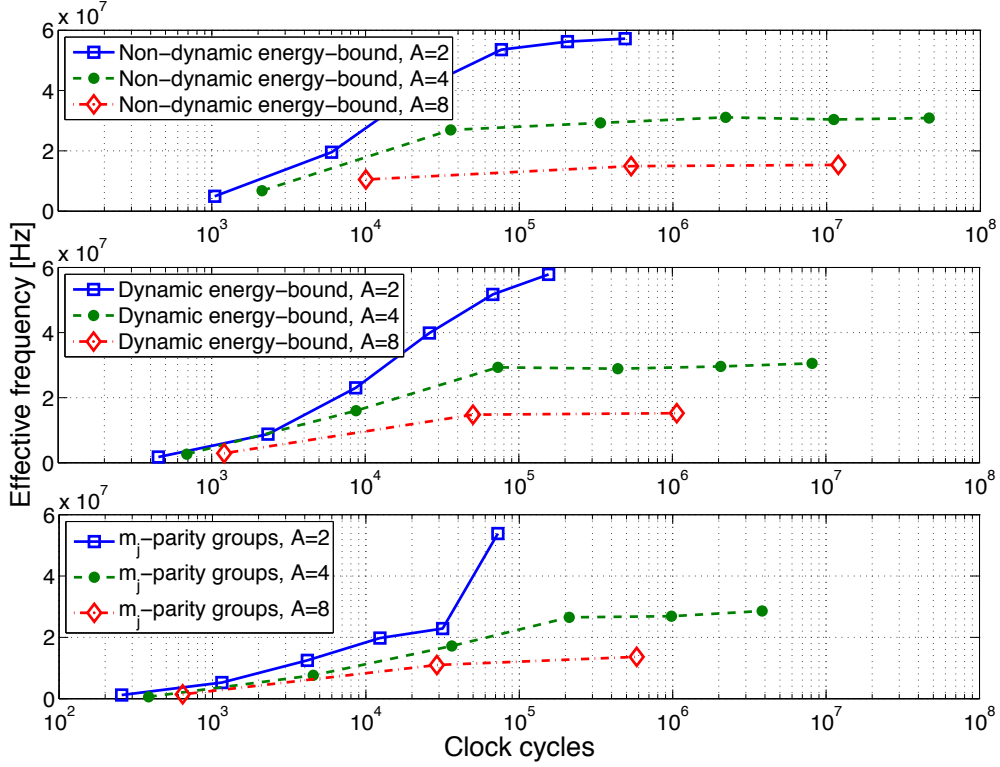 x 10^7
6
4
2
0
Non-dynamic energy-bound, A=2
Non-dynamic energy-bound, A=4
Non-dynamic energy-bound, A=8
10^3
10^4
10^5
10^6
10^7
10^8
Effective frequency [Hz]
x 10^7
6
4
2
0
Dynamic energy-bound, A=2
Dynamic energy-bound, A=4
Dynamic energy-bound, A=8
10^3
10^4
10^5
10^6
10^7
10^8
x 10^7
6
4
2
0
m_j-parity groups, A=2
m_j-parity groups, A=4
m_j-parity groups, A=8
10^2
10^3
10^4
10^5
10^6
10^7
10^8
Clock cycles